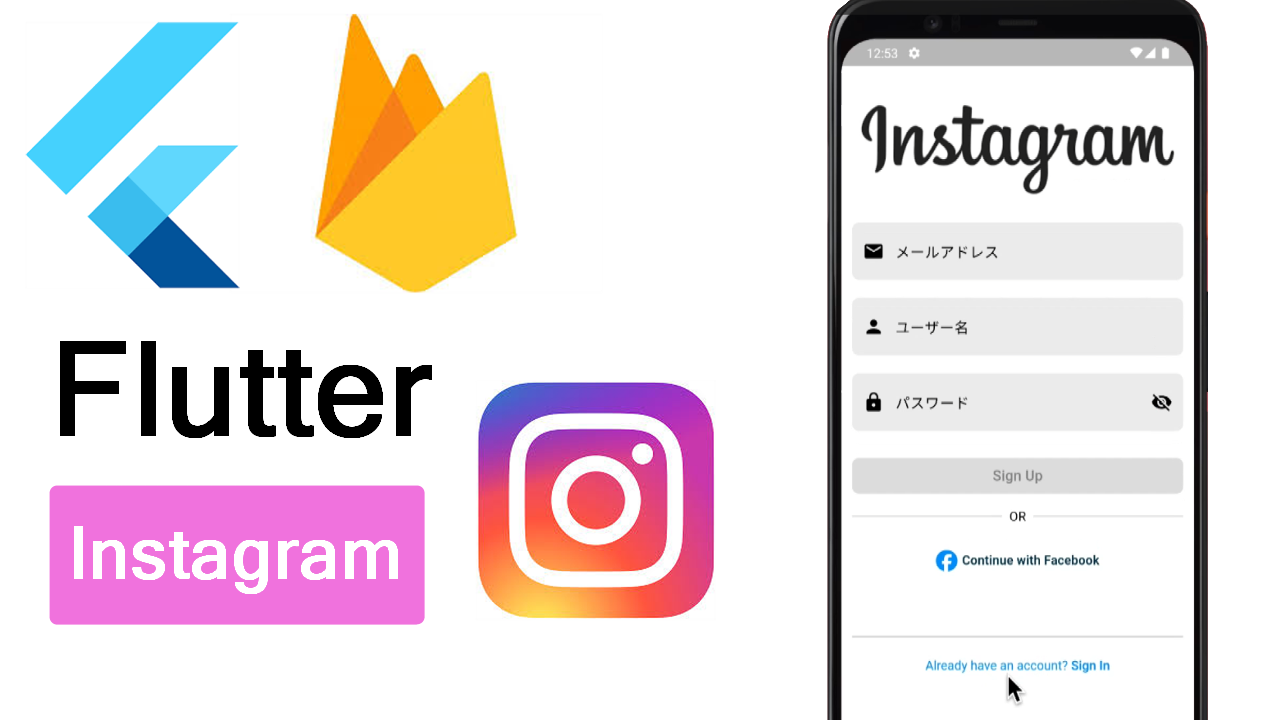 Flutter
Instagram
12:53
Instagram
メールアドレス
ユーザー名
パスワード
Sign Up
OR
Continue with Facebook
Already have an account? Sign In